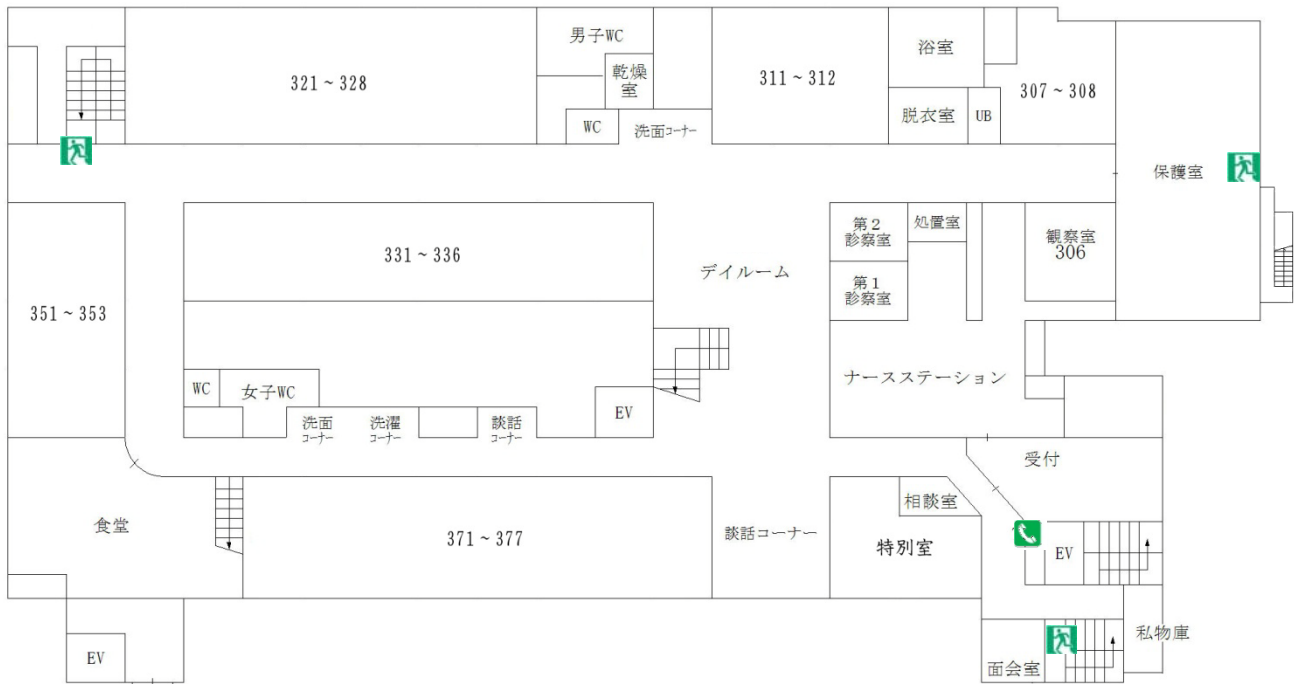 男子WC
浴室
321～328
乾燥
室
311～312
307～308
脱衣室
UB
WC
洗面コーナー
保護室
第２
診察室
処置室
観察室
306
331～336
デイルーム
第１
診察室
351～353
ナースステーション
WC
女子WC
洗面
コーナー
洗濯
コーナー
談話
コーナー
EV
受付
食堂
相談室
371～377
談話コーナー
特別室
EV
私物庫
EV
面会室